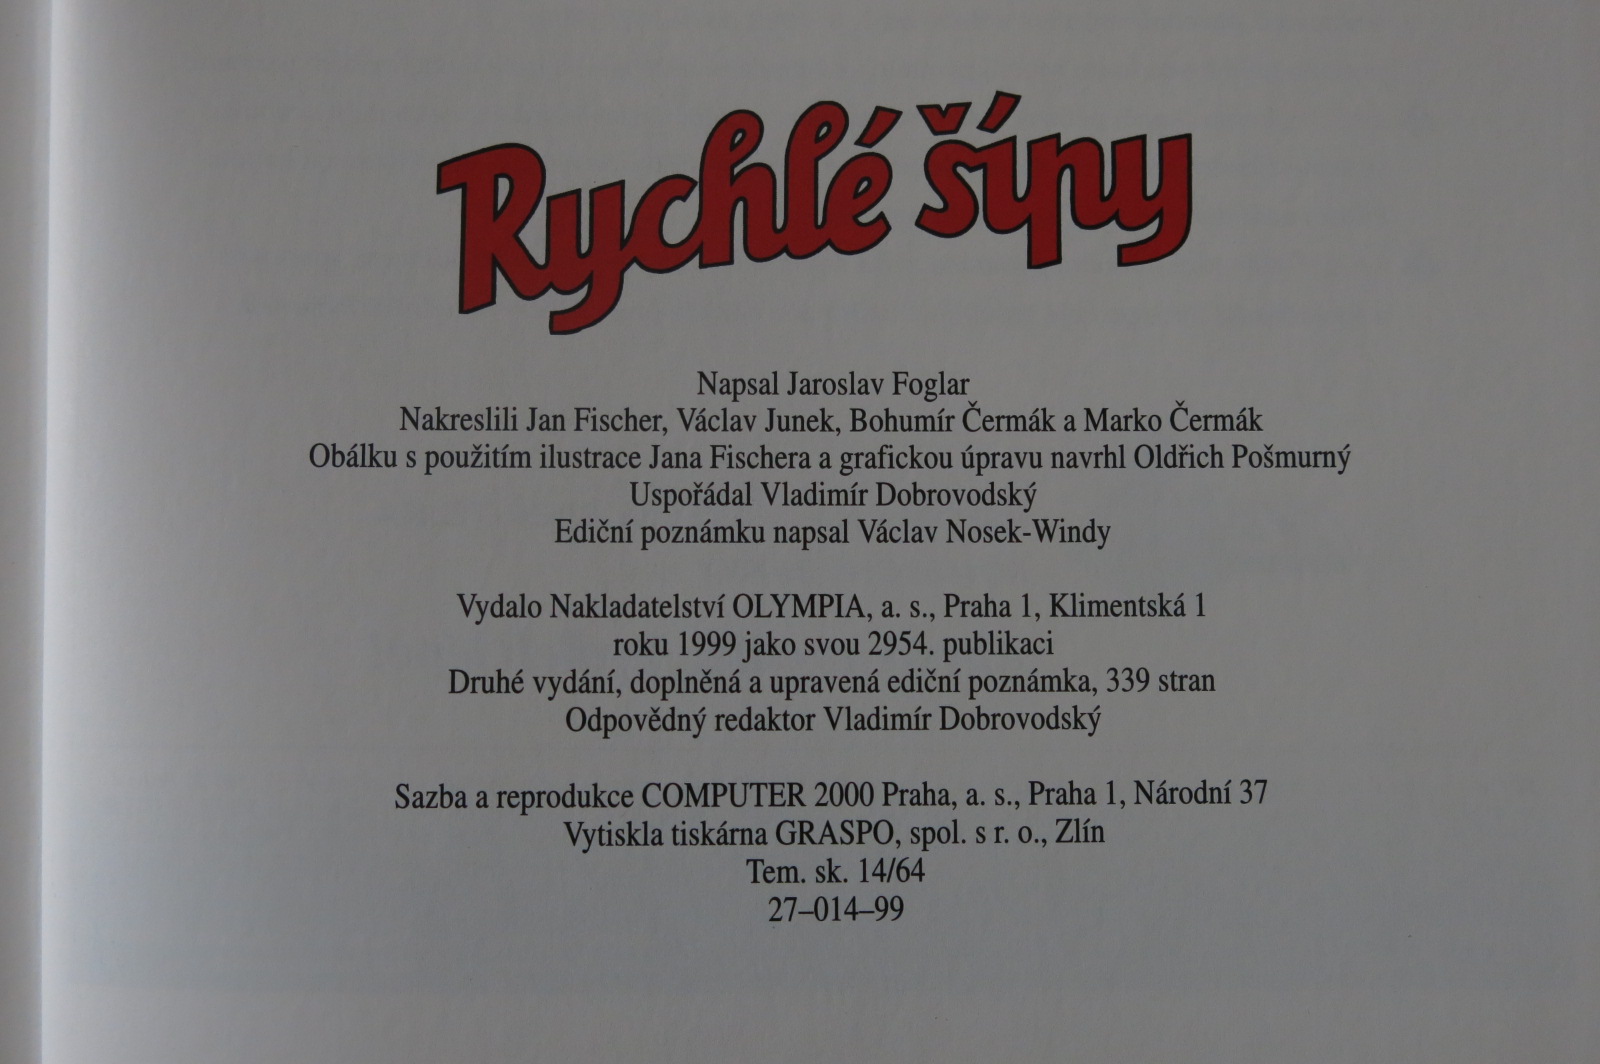 Rychlé šípy
Napsal Jaroslav Foglar
Nakreslili Jan Fischer, Václav Junek, Bohumír Čermák a Marko Čermák
Obálku s použitím ilustrace Jana Fischera a grafickou úpravu navrhl Oldřich Pošmurný
Uspořádal Vladimír Dobrovodský
Ediční poznámku napsal Václav Nosek-Windy
Vydalo Nakladatelství OLYMPIA, a. s., Praha 1, Klimentská 1
roku 1999 jako svou 2954. publikaci
Druhé vydání, doplněná a upravená ediční poznámka, 339 stran
Odpovědný redaktor Vladimír Dobrovodský
Sazba a reprodukce COMPUTER 2000 Praha, a. s., Praha 1, Národní 37
Vytiskla tiskárna GRASPO, spol. s r. o., Zlín
Tem. sk. 14/64
27–014–99